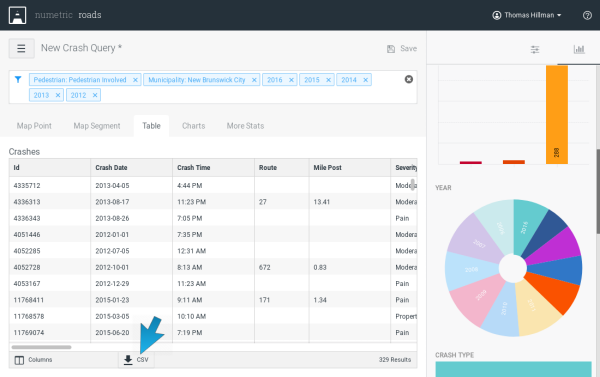 numetric roads
Thomas Hillman
New Crash Query *
Save
Pedestrian: Pedestrian Involved × Municipality: New Brunswick City × 2016 × 2015 × 2014 ×
2013 × 2012 ×
Map Point Map Segment Table Charts More Stats
Crashes
Id Crash Date Crash Time Route Mile Post Severity
4335712 2013-04-05 4:44 PM Modera
4336313 2013-08-17 11:23 PM 27 13.41 Modera
4336343 2013-08-26 7:05 PM Pain
4051446 2012-01-01 7:35 PM Modera
4052285 2012-07-05 12:31 AM Modera
4052728 2012-10-01 8:13 AM 672 0.83 Modera
4053167 2012-12-29 11:23 AM Pain
11768411 2015-01-23 9:11 AM 171 1.34 Pain
11768578 2015-03-05 10:10 AM Propert
11769074 2015-06-20 7:19 PM Pain
Columns CSV 329 Results
288
YEAR
2016
2007
CRASH TYPE